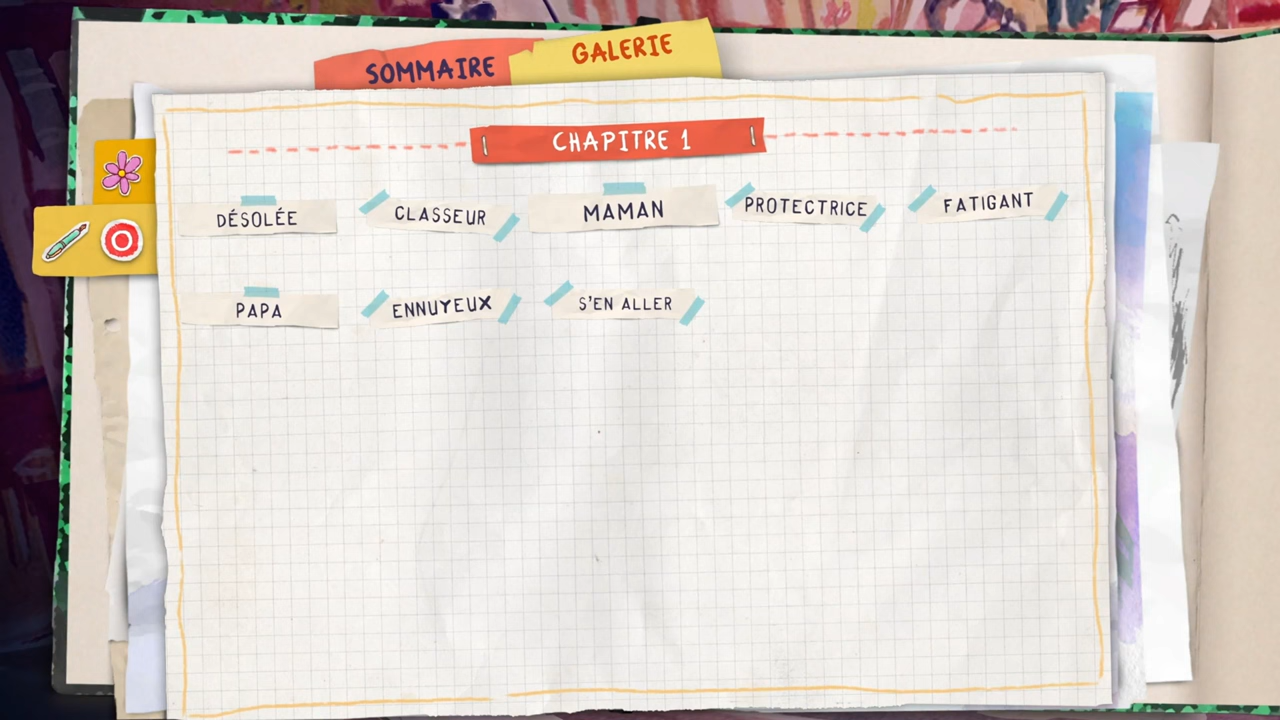 SOMMAIRE
GALERIE
CHAPITRE 1
DÉSOLÉE
CLASSEUR
MAMAN
PROTECTRICE
FATIGANT
PAPA
ENNUYEUX
S'EN ALLER